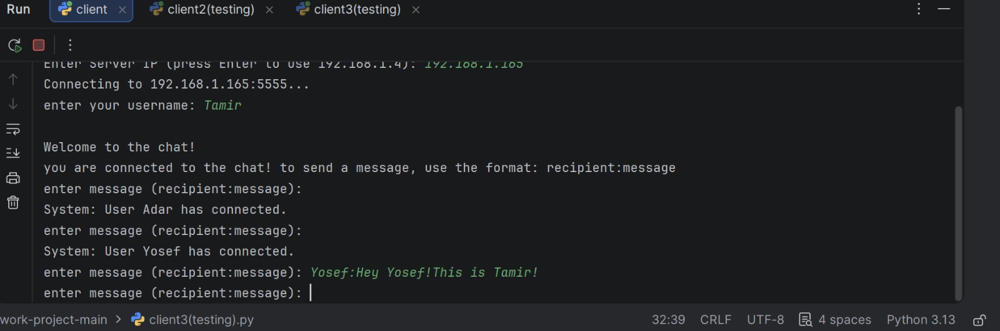 Run client client2(testing) client3(testing)
Enter Server IP (press Enter to use 192.168.1.4): 192.168.1.165
Connecting to 192.168.1.165:5555...
enter your username: Tamir
Welcome to the chat!
you are connected to the chat! to send a message, use the format: recipient:message
enter message (recipient:message):
System: User Adar has connected.
enter message (recipient:message):
System: User Yosef has connected.
enter message (recipient:message): Yosef:Hey Yosef!This is Tamir!
enter message (recipient:message):
work-project-main > client3(testing).py 32:39 CRLF UTF-8 4 spaces Python 3.13